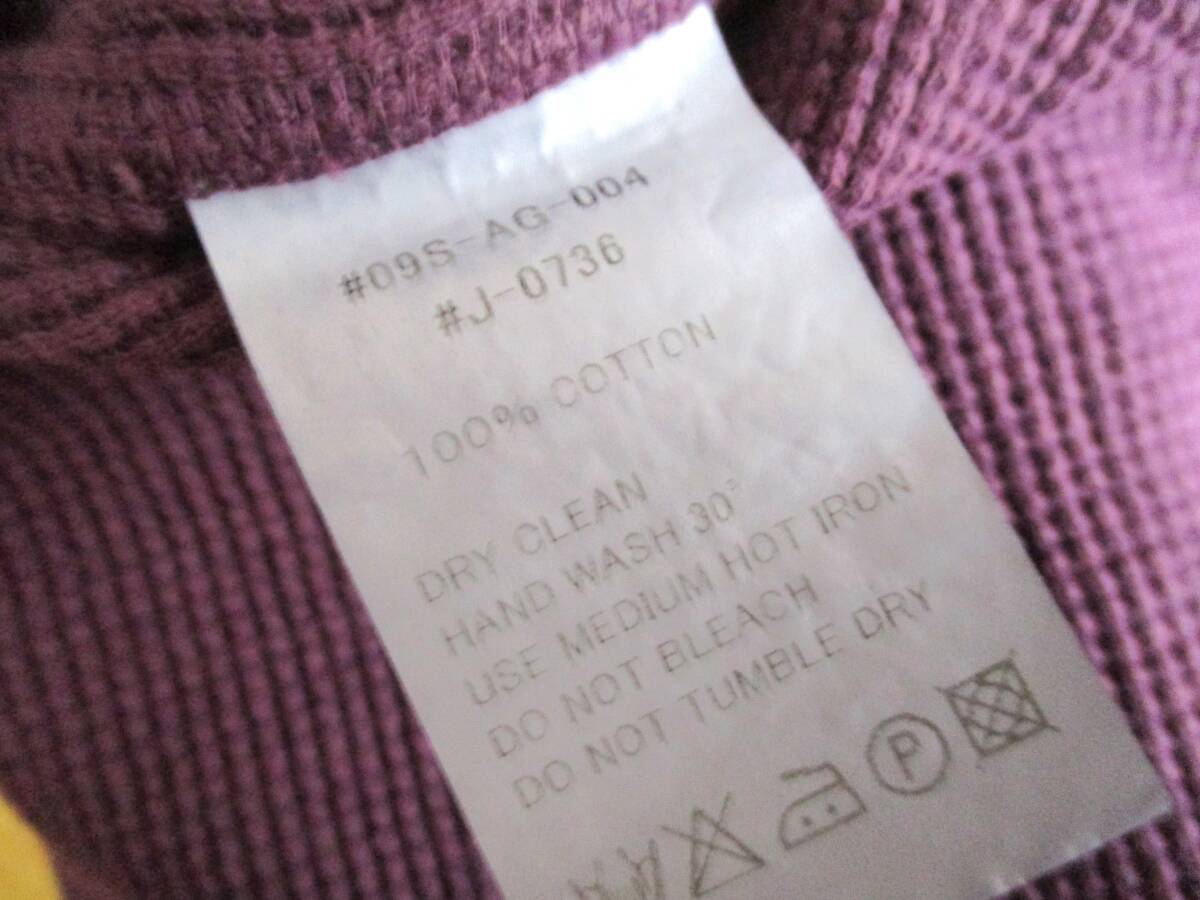 #09S-AG-004
#J-0736
100% COTTON
DRY CLEAN
HAND WASH 30°
USE MEDIUM HOT IRON
DO NOT BLEACH
DO NOT TUMBLE DRY
P